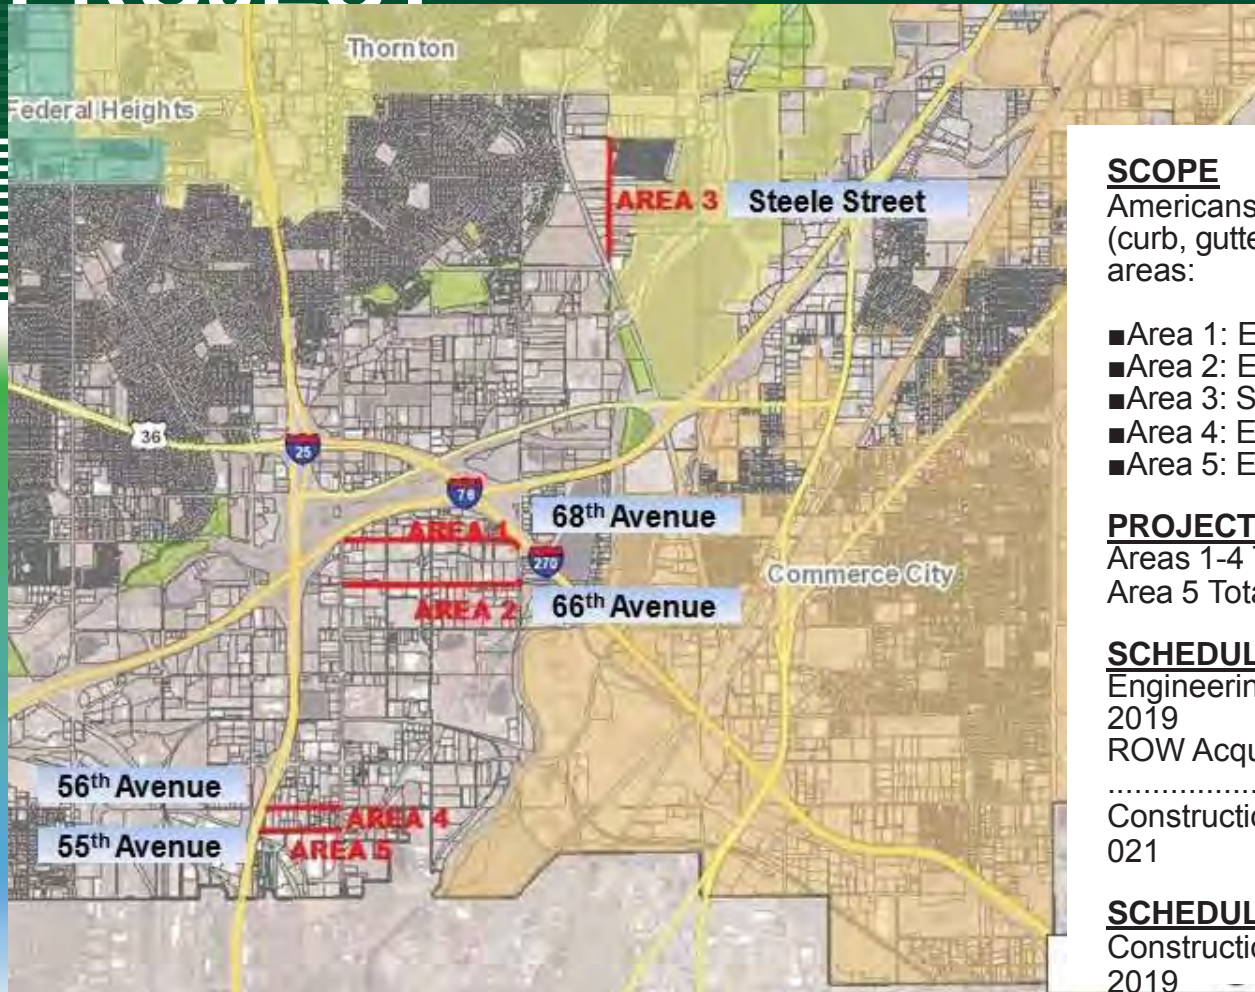 Thornton
Federal Heights
AREA 3
Steele Street
36
25
76
68th Avenue
AREA 1
270
Commerce City
AREA 2
66th Avenue
56th Avenue
AREA 4
55th Avenue
AREA 5
SCOPE
Americans
(curb, gutte
areas:
■Area 1: E
■Area 2: E
■Area 3: S
■Area 4: E
■Area 5: E
PROJECT
Areas 1-4 T
Area 5 Tota
SCHEDUL
Engineerin
2019
ROW Acqu
..................
Constructio
021
SCHEDUL
Constructio
2019